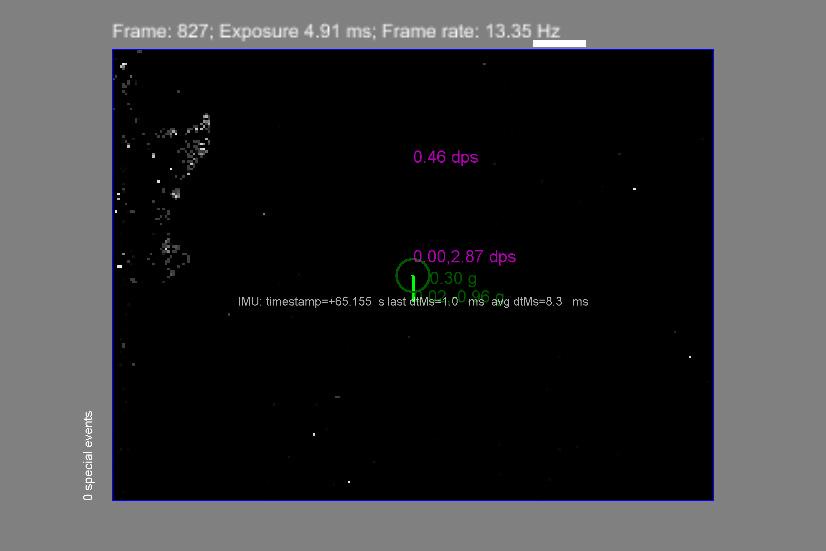 Frame: 827; Exposure 4.91 ms; Frame rate: 13.35 Hz
0.46 dps
0.00,2.87 dps
0.30 g
0.96 g
IMU: timestamp=+65.155 s last dtMs=1.0 ms avg dtMs=8.3 ms
0 special events